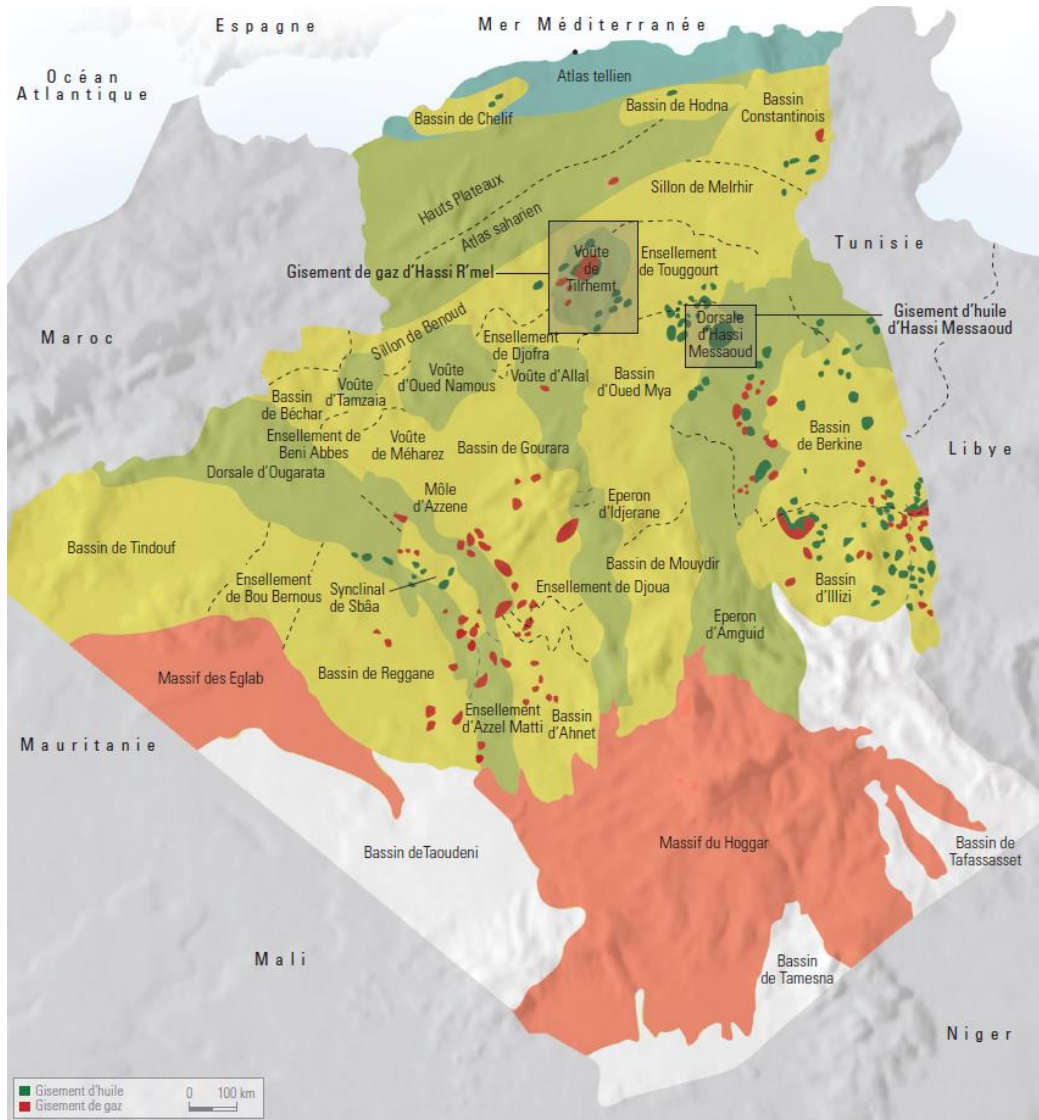 Espagne
Mer Méditerranée
Océan
Atlantique
Atlas tellien
Bassin de Chelif
Bassin de Hodna
Bassin
Constantinois
Hauts Plateaux
Atlas saharien
Sillon de Melrhir
Tunisie
Gisement de gaz d'Hassi R'mel
Voûte
de
Tilrhemt
Ensellement
de Touggourt
Gisement d'huile
d'Hassi Messaoud
Dorsale
d'Hassi
Messaoud
Maroc
Sillon de Benoud
Ensellement
de Djofra
Voûte
d'Oued Namous
Voûte d'Allal
Bassin
d'Oued Mya
Voûte
d'Tamzaia
Bassin
de Béchar
Ensellement de
Beni Abbes
Voûte
de Méharez
Bassin de Gourara
Bassin
de Berkine
Libye
Dorsale d'Ougarata
Môle
d'Azzene
Eperon
d'Idjerane
Bassin de Tindouf
Bassin de Mouydir
Ensellement
de Bou Bernous
Synclinal
de Sbâa
Ensellement de Djoua
Bassin
d'Illizi
Eperon
d'Amguid
Massif des Eglab
Bassin de Reggane
Ensellement
d'Azzel Matti
Bassin
d'Ahnet
Mauritanie
Bassin deTaoudeni
Massif du Hoggar
Bassin de
Tafassasset
Mali
Bassin
de Tamesna
Niger
Gisement d'huile
Gisement de gaz
0 100 km